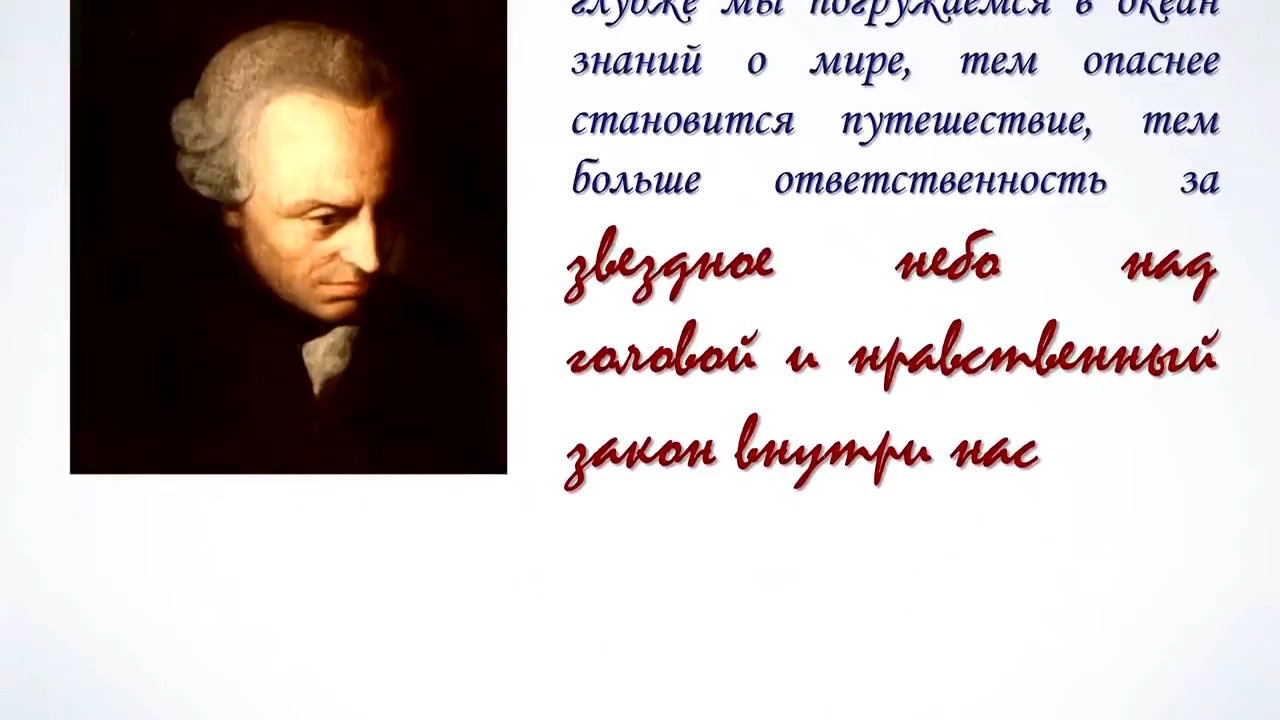 глубже мы погружаемся в океан
знаний о мире, тем опаснее
становится путешествие, тем
больше ответственность за
звездное небо над
головой и нравственный
закон внутри нас